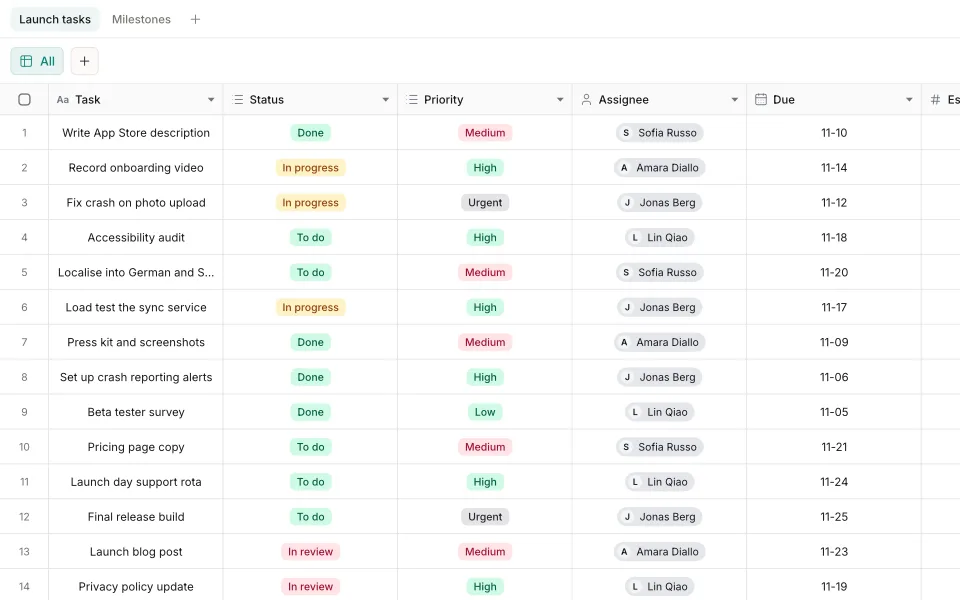 Launch tasks Milestones
All
Aa Task Status Priority Assignee Due # Es
1 Write App Store description Done Medium S Sofia Russo 11-10
2 Record onboarding video In progress High A Amara Diallo 11-14
3 Fix crash on photo upload In progress Urgent J Jonas Berg 11-12
4 Accessibility audit To do High L Lin Qiao 11-18
5 Localise into German and S... To do Medium S Sofia Russo 11-20
6 Load test the sync service In progress High J Jonas Berg 11-17
7 Press kit and screenshots Done Medium A Amara Diallo 11-09
8 Set up crash reporting alerts Done High J Jonas Berg 11-06
9 Beta tester survey Done Low L Lin Qiao 11-05
10 Pricing page copy To do Medium S Sofia Russo 11-21
11 Launch day support rota To do High L Lin Qiao 11-24
12 Final release build To do Urgent J Jonas Berg 11-25
13 Launch blog post In review Medium A Amara Diallo 11-23
14 Privacy policy update In review High L Lin Qiao 11-19